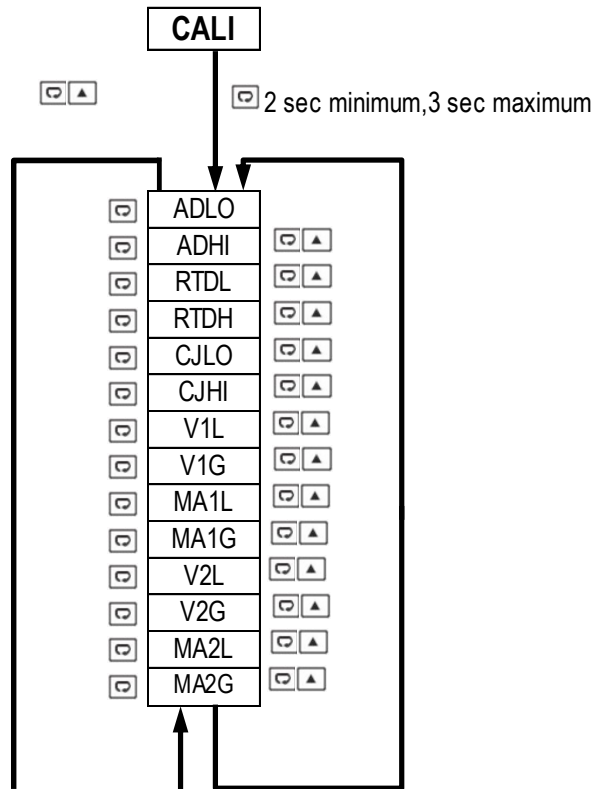 CALI
2 sec minimum,3 sec maximum
ADLO
ADHI
RTDL
RTDH
CJLO
CJHI
V1L
V1G
MA1L
MA1G
V2L
V2G
MA2L
MA2G